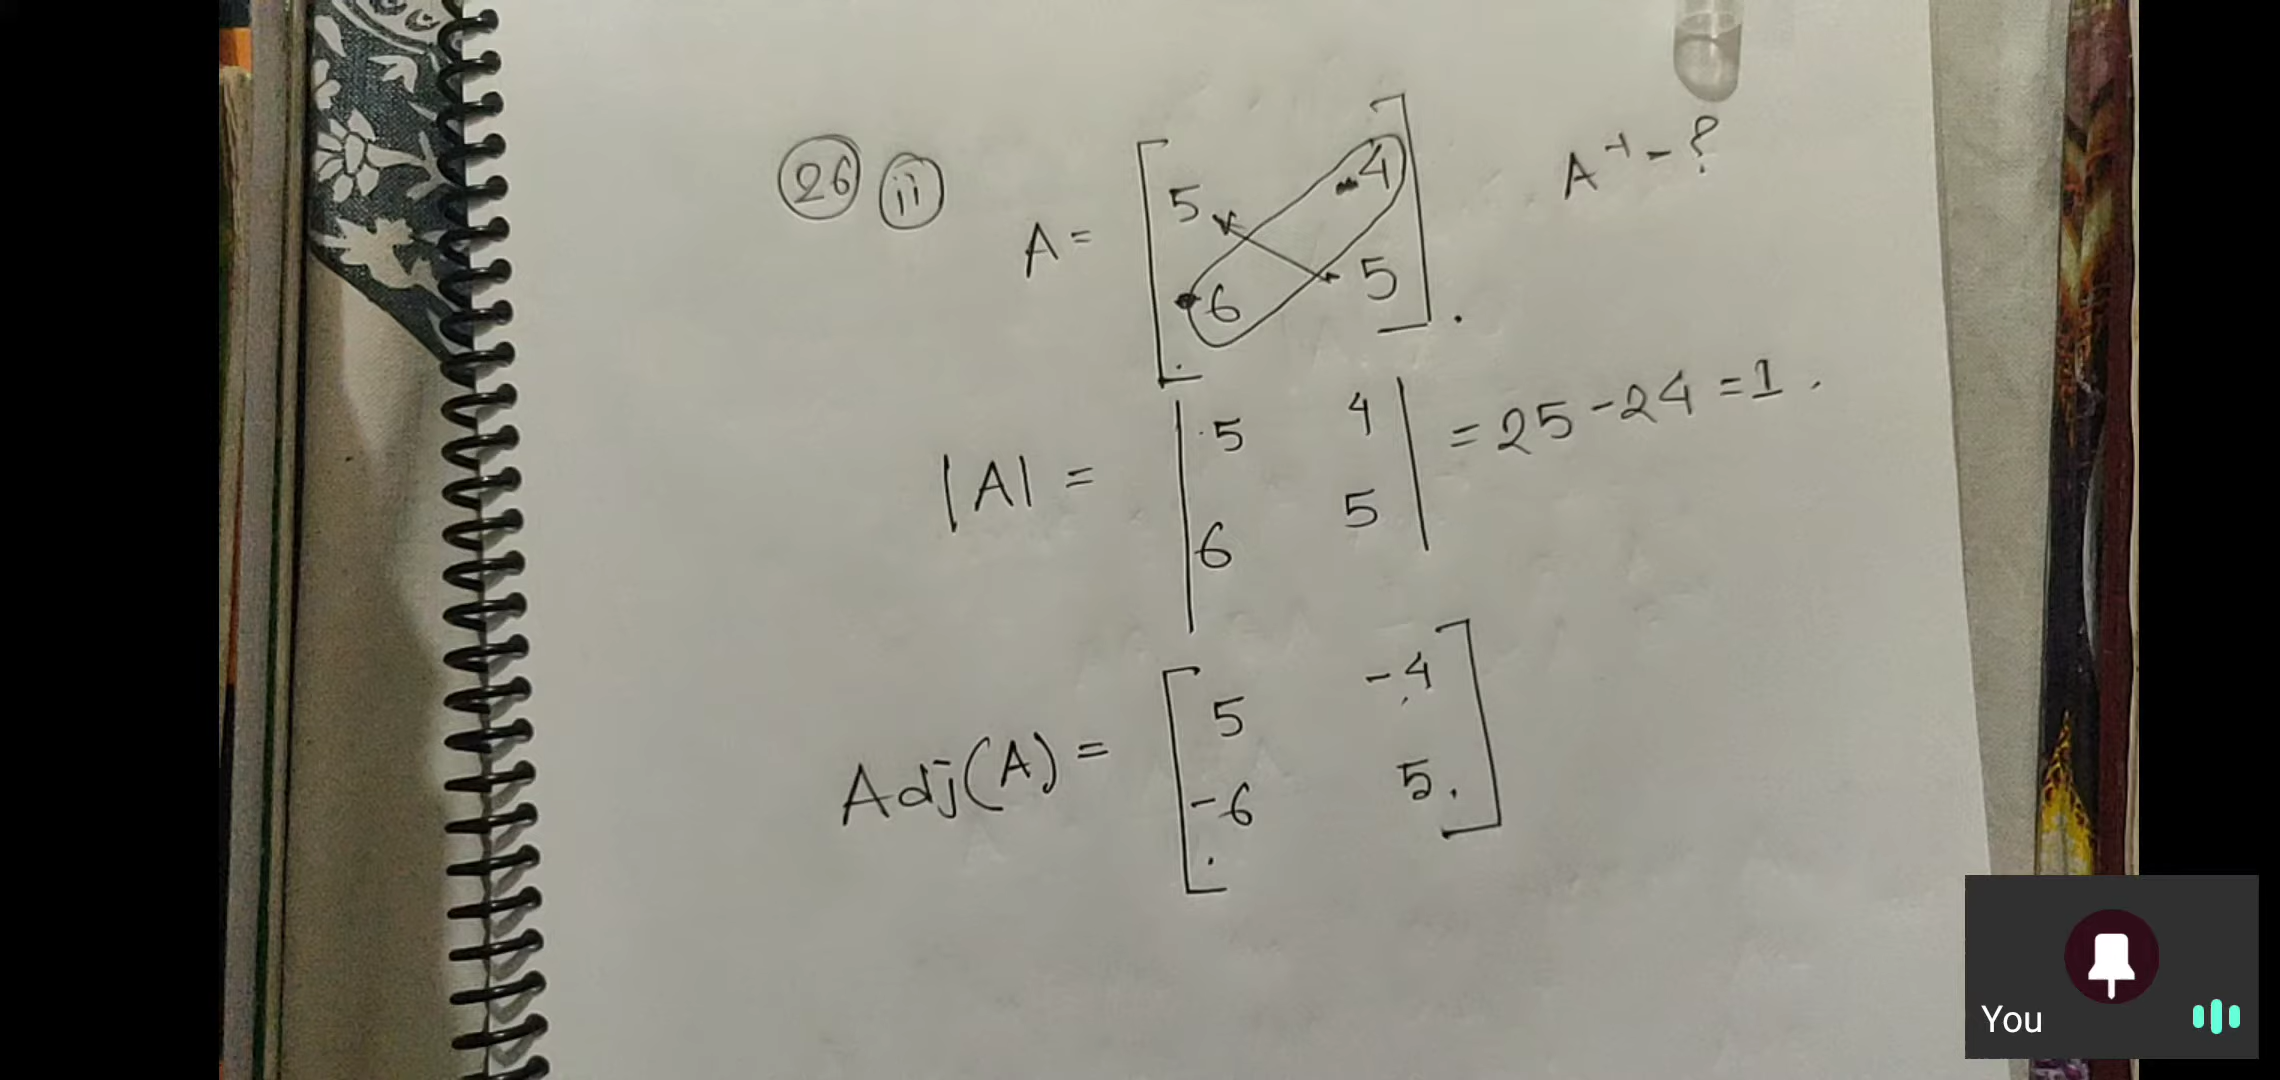 26 ii A = [ 5 4 6 5 ] . A⁻¹ - ?
|A| = | 5 4 6 5 | = 25 - 24 = 1 .
Adj(A) = [ 5 -4 -6 5 . ]
You